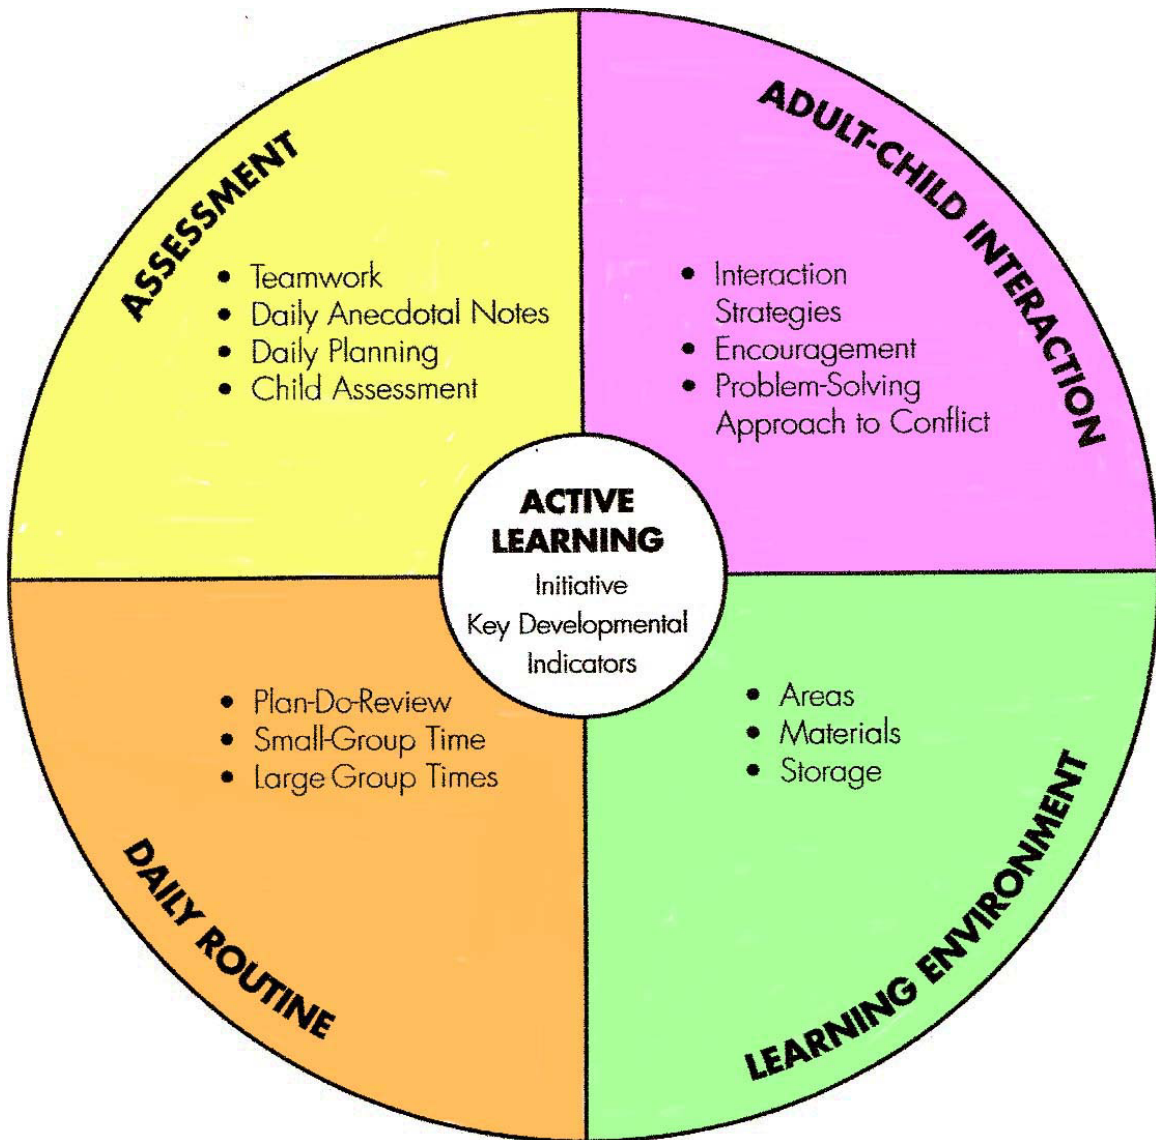 ASSESSMENT
• Teamwork
• Daily Anecdotal Notes
• Daily Planning
• Child Assessment
ADULT-CHILD INTERACTION
• Interaction
Strategies
• Encouragement
• Problem-Solving
Approach to Conflict
ACTIVE
LEARNING
Initiative
Key Developmental
Indicators
• Plan-Do-Review
• Small-Group Time
• Large Group Times
DAILY ROUTINE
• Areas
• Materials
• Storage
LEARNING ENVIRONMENT